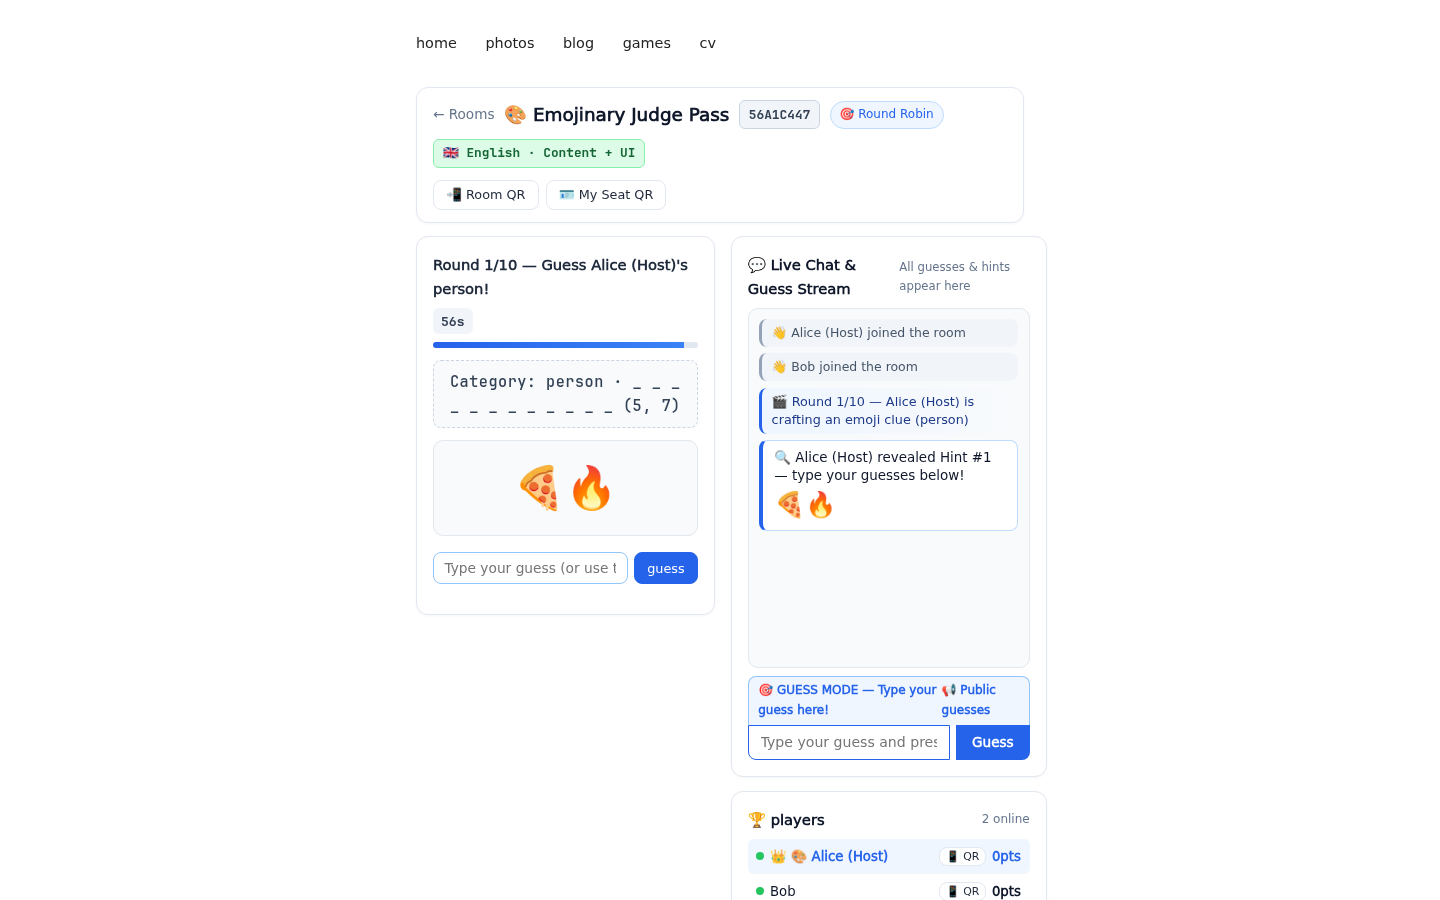 home photos blog games cv
← Rooms 🎨 Emojinary Judge Pass 56A1C447 🎯 Round Robin
🇬🇧 English · Content + UI
📲 Room QR 🪪 My Seat QR
Round 1/10 — Guess Alice (Host)'s
person!
56s
Category: person · _ _ _
_ _ _ _ _ _ _ _ _ (5, 7)
🍕🔥
Type your guess (or use t
guess
💬 Live Chat &
Guess Stream
All guesses & hints
appear here
👋 Alice (Host) joined the room
👋 Bob joined the room
🎬 Round 1/10 — Alice (Host) is
crafting an emoji clue (person)
🔍 Alice (Host) revealed Hint #1
— type your guesses below!
🍕🔥
🎯 GUESS MODE — Type your
guess here!
📢 Public
guesses
Type your guess and pres
Guess
🏆 players 2 online
👑 🎨 Alice (Host) 📱 QR 0pts
Bob 📱 QR 0pts